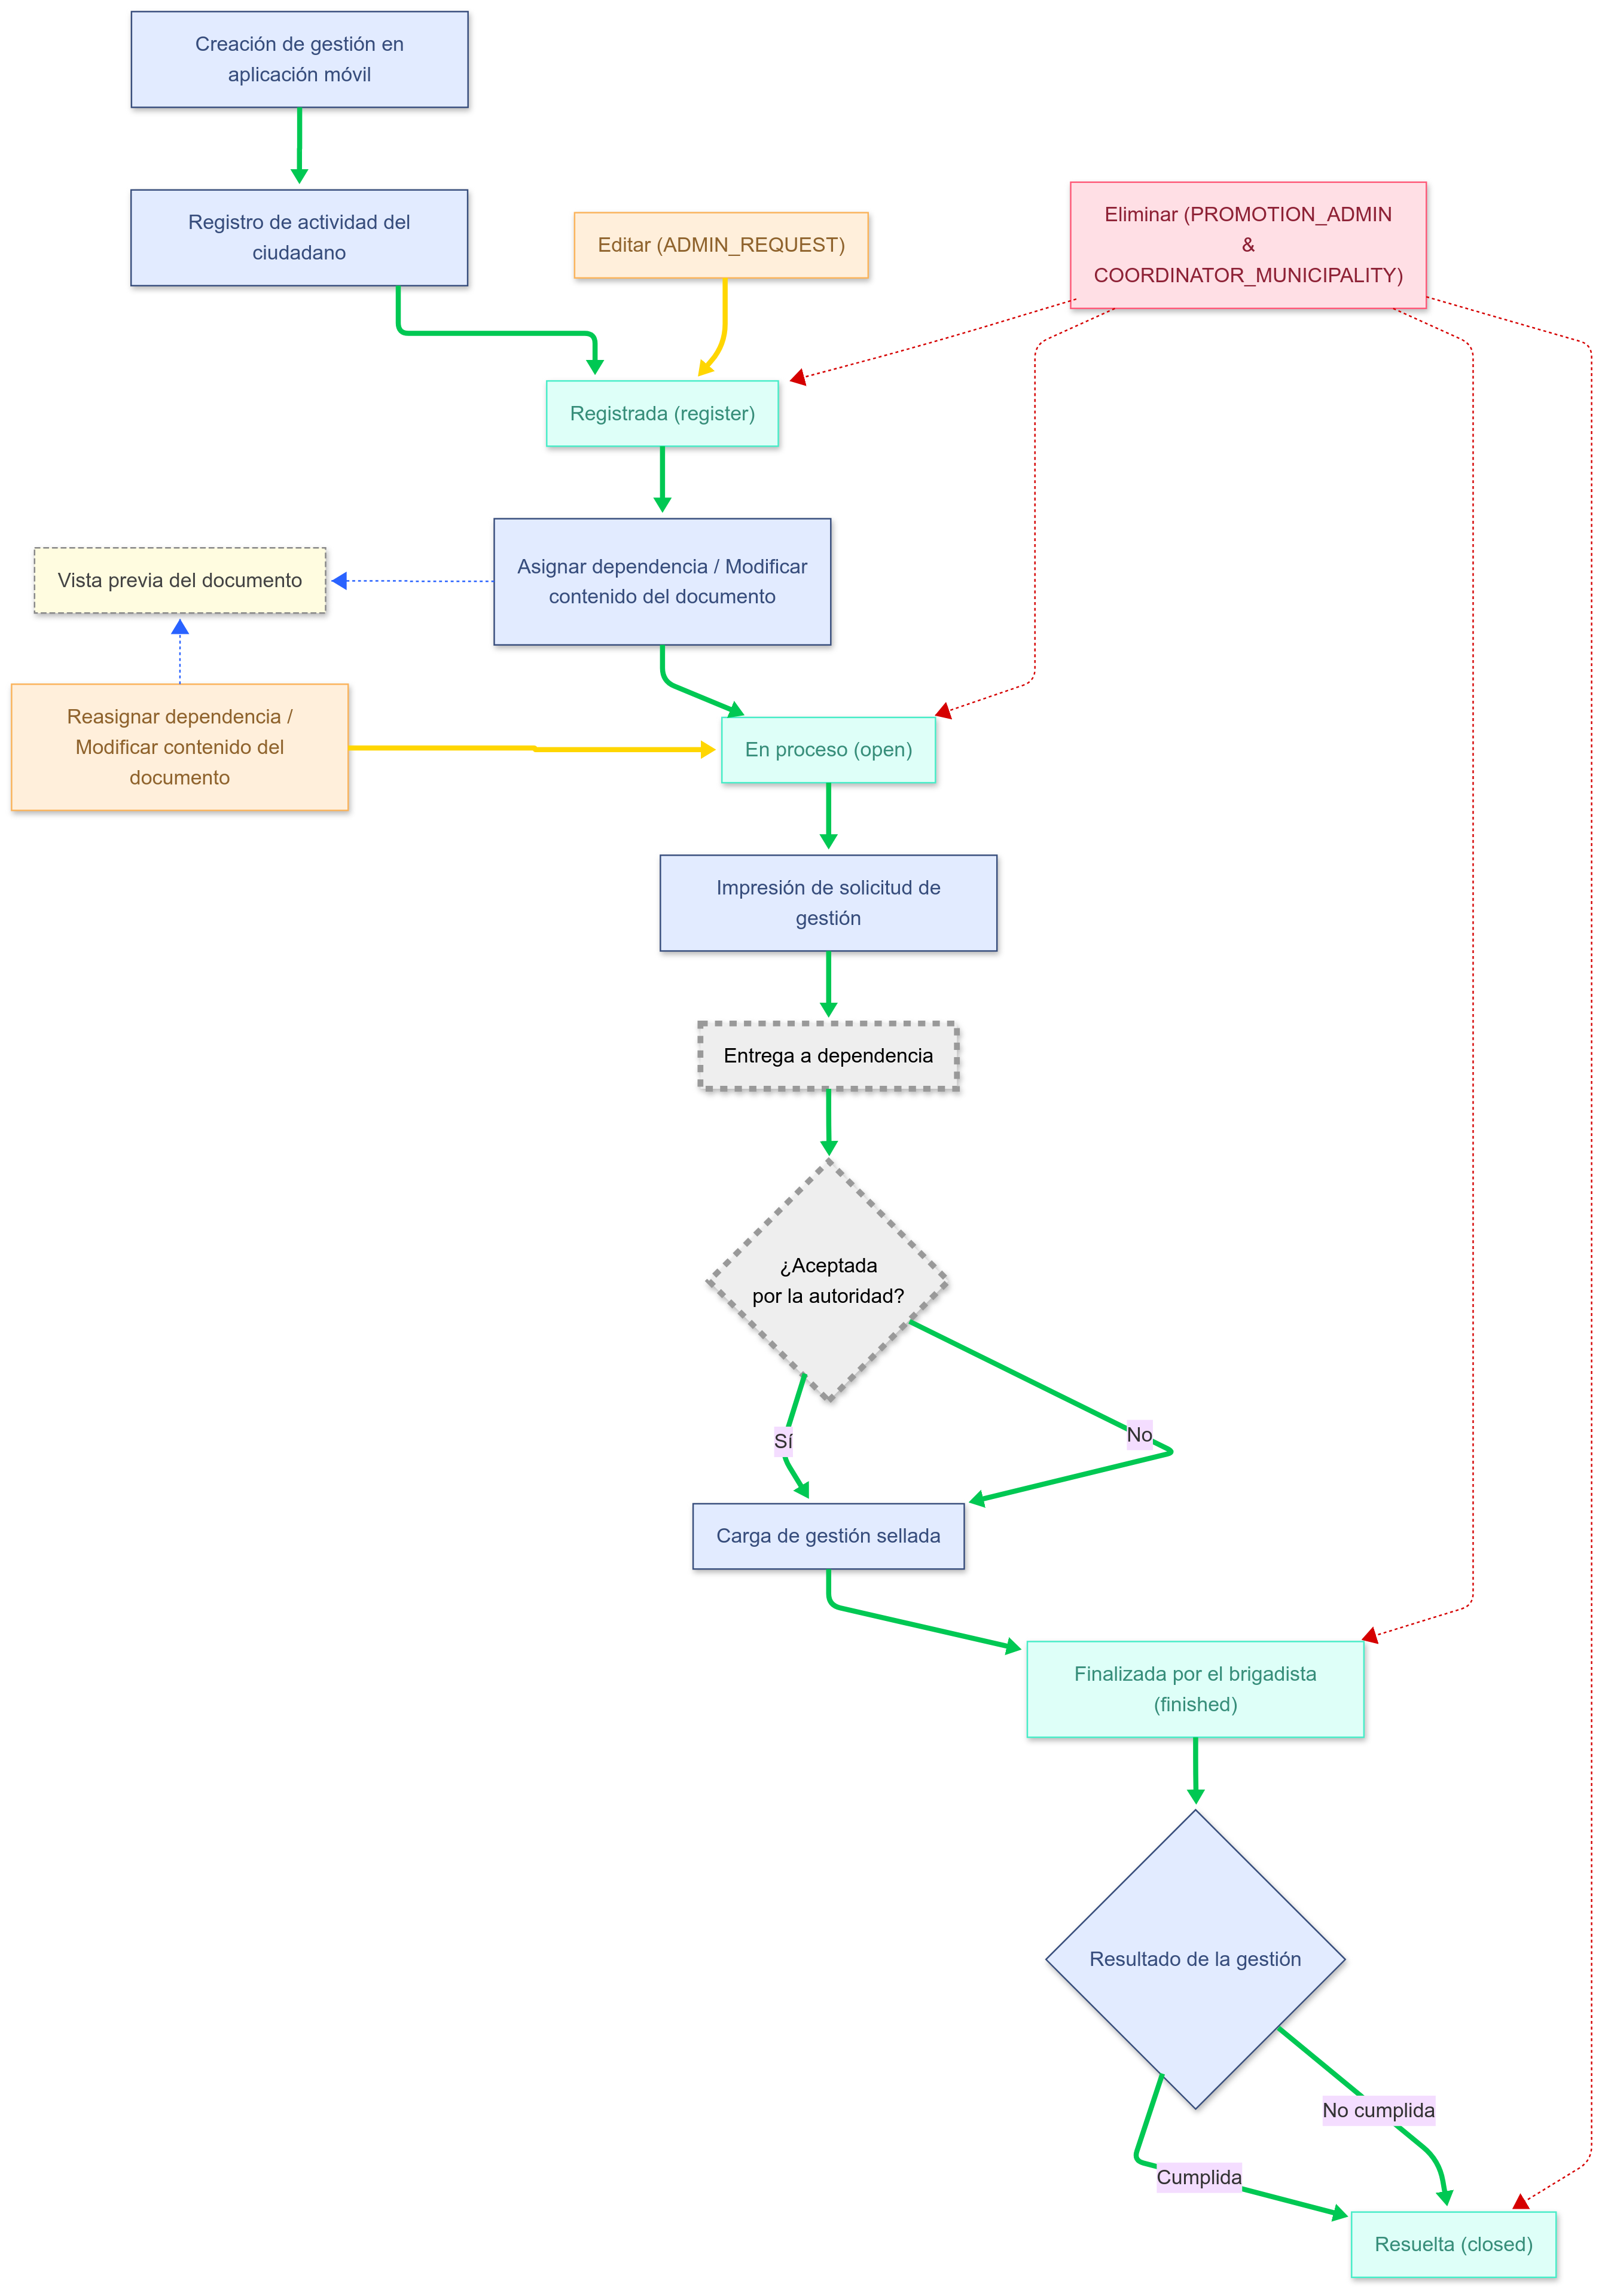 Creación de gestión en
aplicación móvil
Registro de actividad del
ciudadano
Editar (ADMIN_REQUEST)
Eliminar (PROMOTION_ADMIN
&
COORDINATOR_MUNICIPALITY)
Registrada (register)
Asignar dependencia / Modificar
contenido del documento
Vista previa del documento
Reasignar dependencia /
Modificar contenido del
documento
En proceso (open)
Impresión de solicitud de
gestión
Entrega a dependencia
¿Aceptada
por la autoridad?
Sí
No
Carga de gestión sellada
Finalizada por el brigadista
(finished)
Resultado de la gestión
No cumplida
Cumplida
Resuelta (closed)